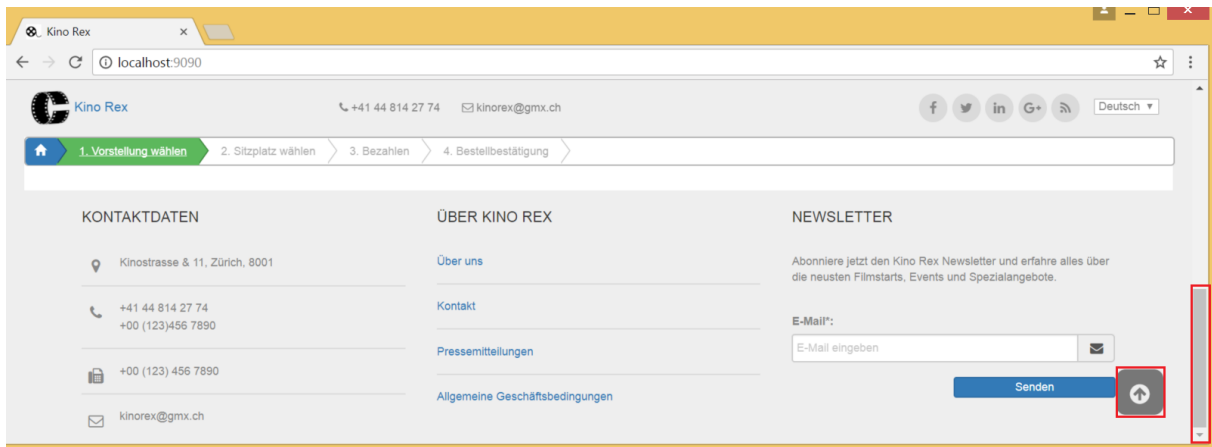 Kino Rex
localhost:9090
Kino Rex
+41 44 814 27 74
kinorex@gmx.ch
Deutsch
1. Vorstellung wählen
2. Sitzplatz wählen
3. Bezahlen
4. Bestellbestätigung
KONTAKTDATEN
Kinostrasse & 11, Zürich, 8001
+41 44 814 27 74
+00 (123)456 7890
+00 (123) 456 7890
kinorex@gmx.ch
ÜBER KINO REX
Über uns
Kontakt
Pressemitteilungen
Allgemeine Geschäftsbedingungen
NEWSLETTER
Abonniere jetzt den Kino Rex Newsletter und erfahre alles über
die neusten Filmstarts, Events und Spezialangebote.
E-Mail*:
E-Mail eingeben
Senden